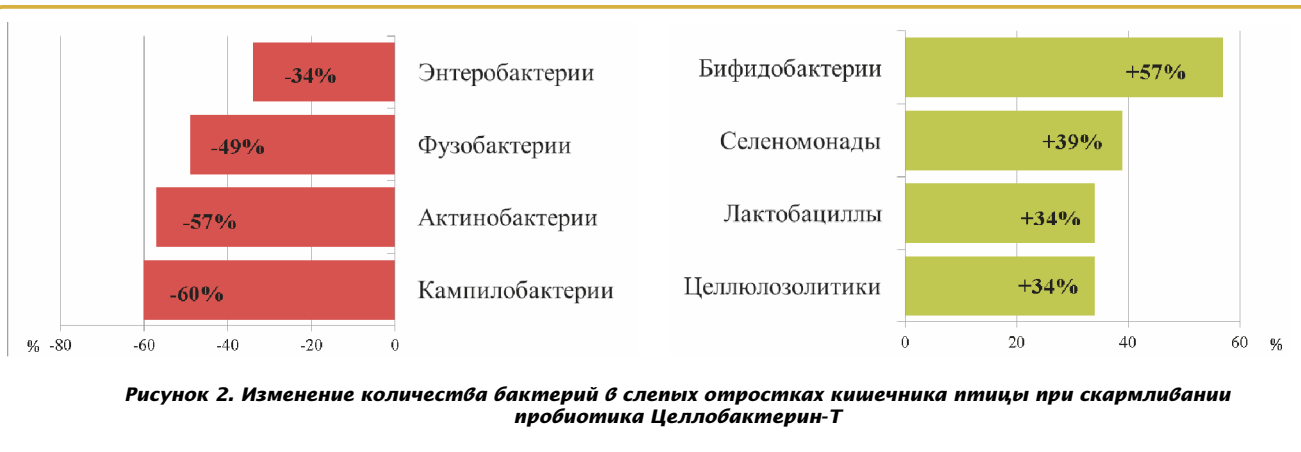 -34% Энтеробактерии
-49% Фузобактерии
-57% Актинобактерии
-60% Кампилобактерии
% -80 -60 -40 -20 0
Бифидобактерии +57%
Селеномонады +39%
Лактобациллы +34%
Целлюлозолитики +34%
0 20 40 60 %
Рисунок 2. Изменение количества бактерий в слепых отростках кишечника птицы при скармливании
пробиотика Целлобактерин-Т